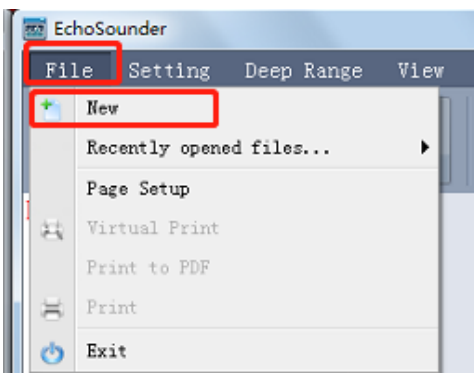 EchoSounder
File Setting Deep Range View
New
Recently opened files...
Page Setup
Virtual Print
Print to PDF
Print
Exit